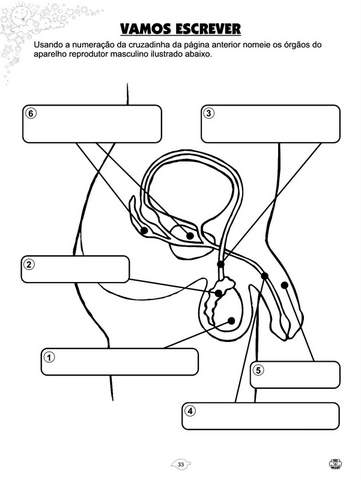 VAMOS ESCREVER
Usando a numeração da cruzadinha da página anterior nomeie os órgãos do
aparelho reprodutor masculino ilustrado abaixo.
6
3
2
1
5
4
33